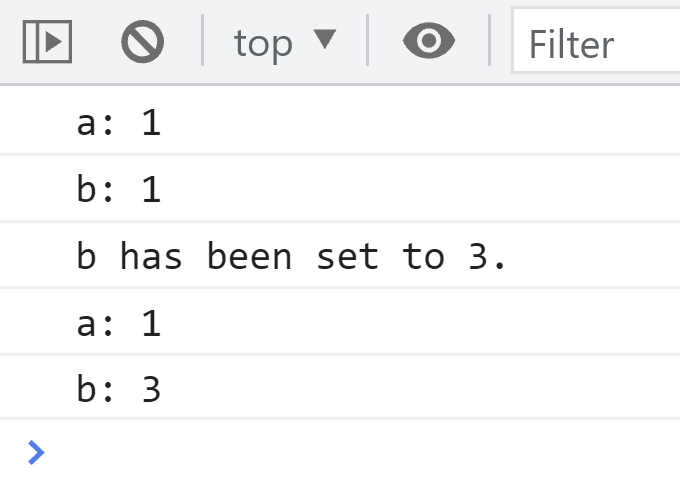 top ▼ Filter
a: 1
b: 1
b has been set to 3.
a: 1
b: 3
>